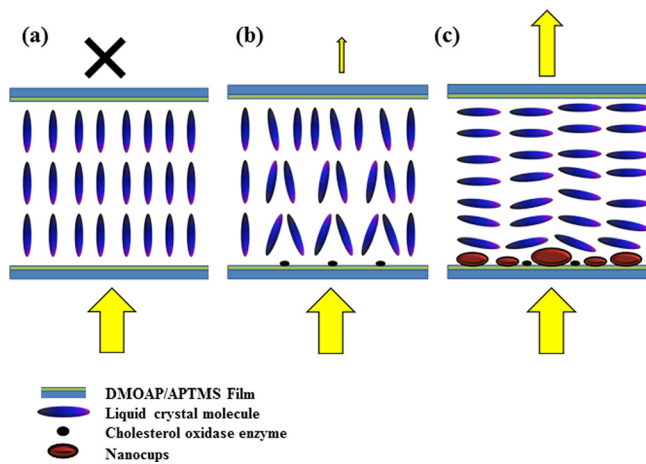 (a) (b) (c)
DMOAP/APTMS Film
Liquid crystal molecule
Cholesterol oxidase enzyme
Nanocups